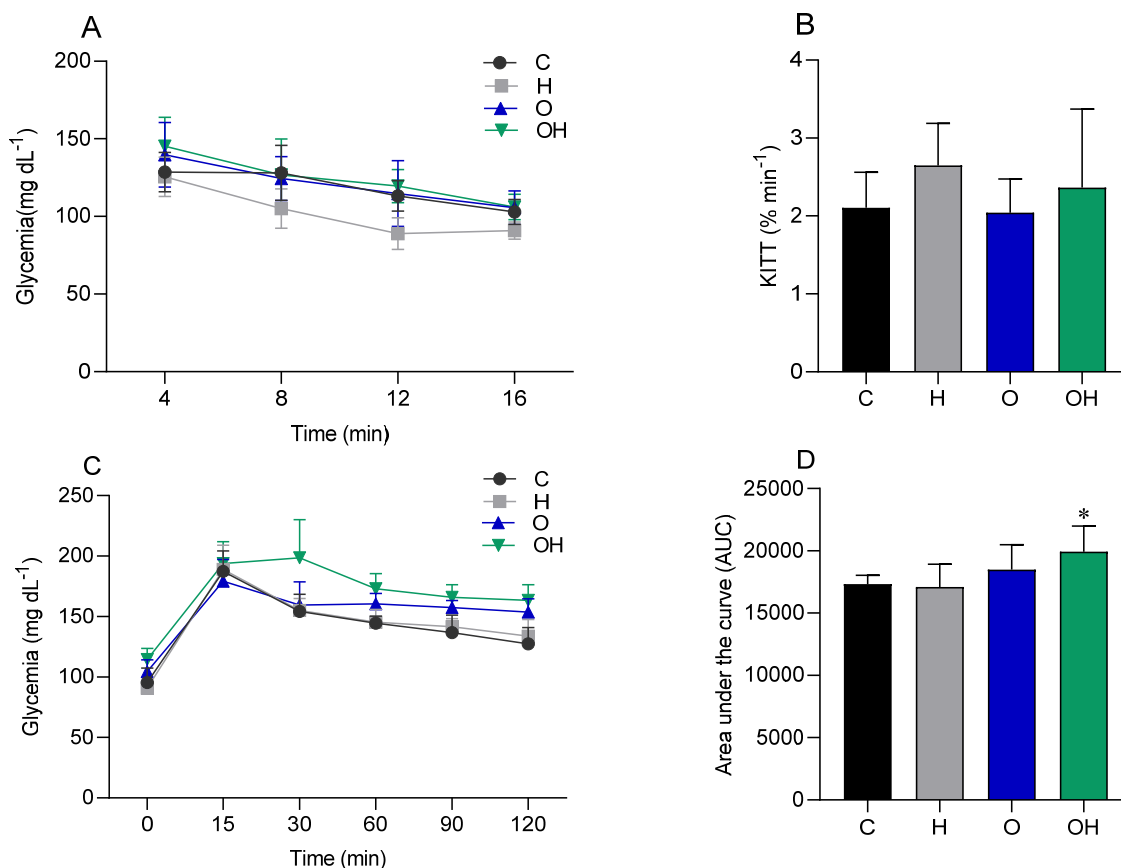 A
Glycemia(mg dL⁻¹)
200
150
100
50
0
4 8 12 16
Time (min)
C
H
O
OH
B
KITT (% min⁻¹)
4
3
2
1
0
C H O OH
C
Glycemia (mg dL⁻¹)
250
200
150
100
50
0
0 15 30 60 90 120
Time (min)
C
H
O
OH
D
Area under the curve (AUC)
25000
20000
15000
10000
5000
0
*
C H O OH